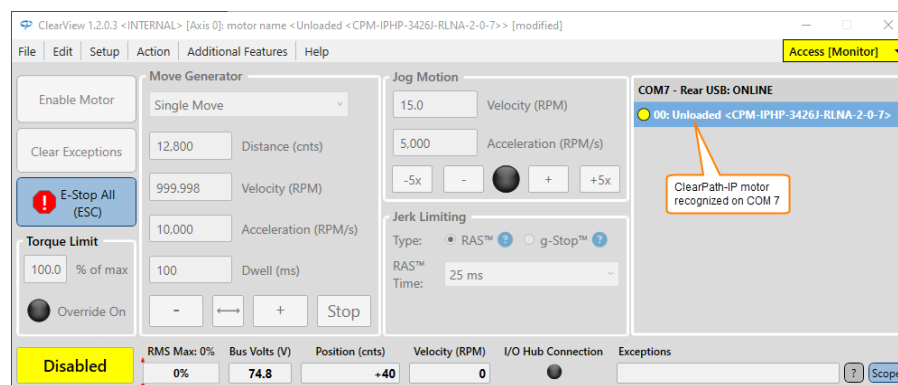 ClearView 1.2.0.3 <INTERNAL> [Axis 0]: motor name <Unloaded <CPM-IPHP-3426J-RLNA-2-0-7>> [modified]
File Edit Setup Action Additional Features Help Access [Monitor]
Enable Motor
Clear Exceptions
E-Stop All
(ESC)
Torque Limit
100.0 % of max
Override On
Move Generator
Single Move
12,800 Distance (cnts)
999.998 Velocity (RPM)
10,000 Acceleration (RPM/s)
100 Dwell (ms)
- + Stop
Jog Motion
15.0 Velocity (RPM)
5,000 Acceleration (RPM/s)
-5x - + +5x
Jerk Limiting
Type: RAS™ ? g-Stop™ ?
RAS™
Time:
25 ms
COM7 - Rear USB: ONLINE
00: Unloaded <CPM-IPHP-3426J-RLNA-2-0-7>
ClearPath-IP motor
recognized on COM 7
Disabled
RMS Max: 0% Bus Volts (V) Position (cnts) Velocity (RPM) I/O Hub Connection Exceptions
0% 74.8 +40 0 ? Scope